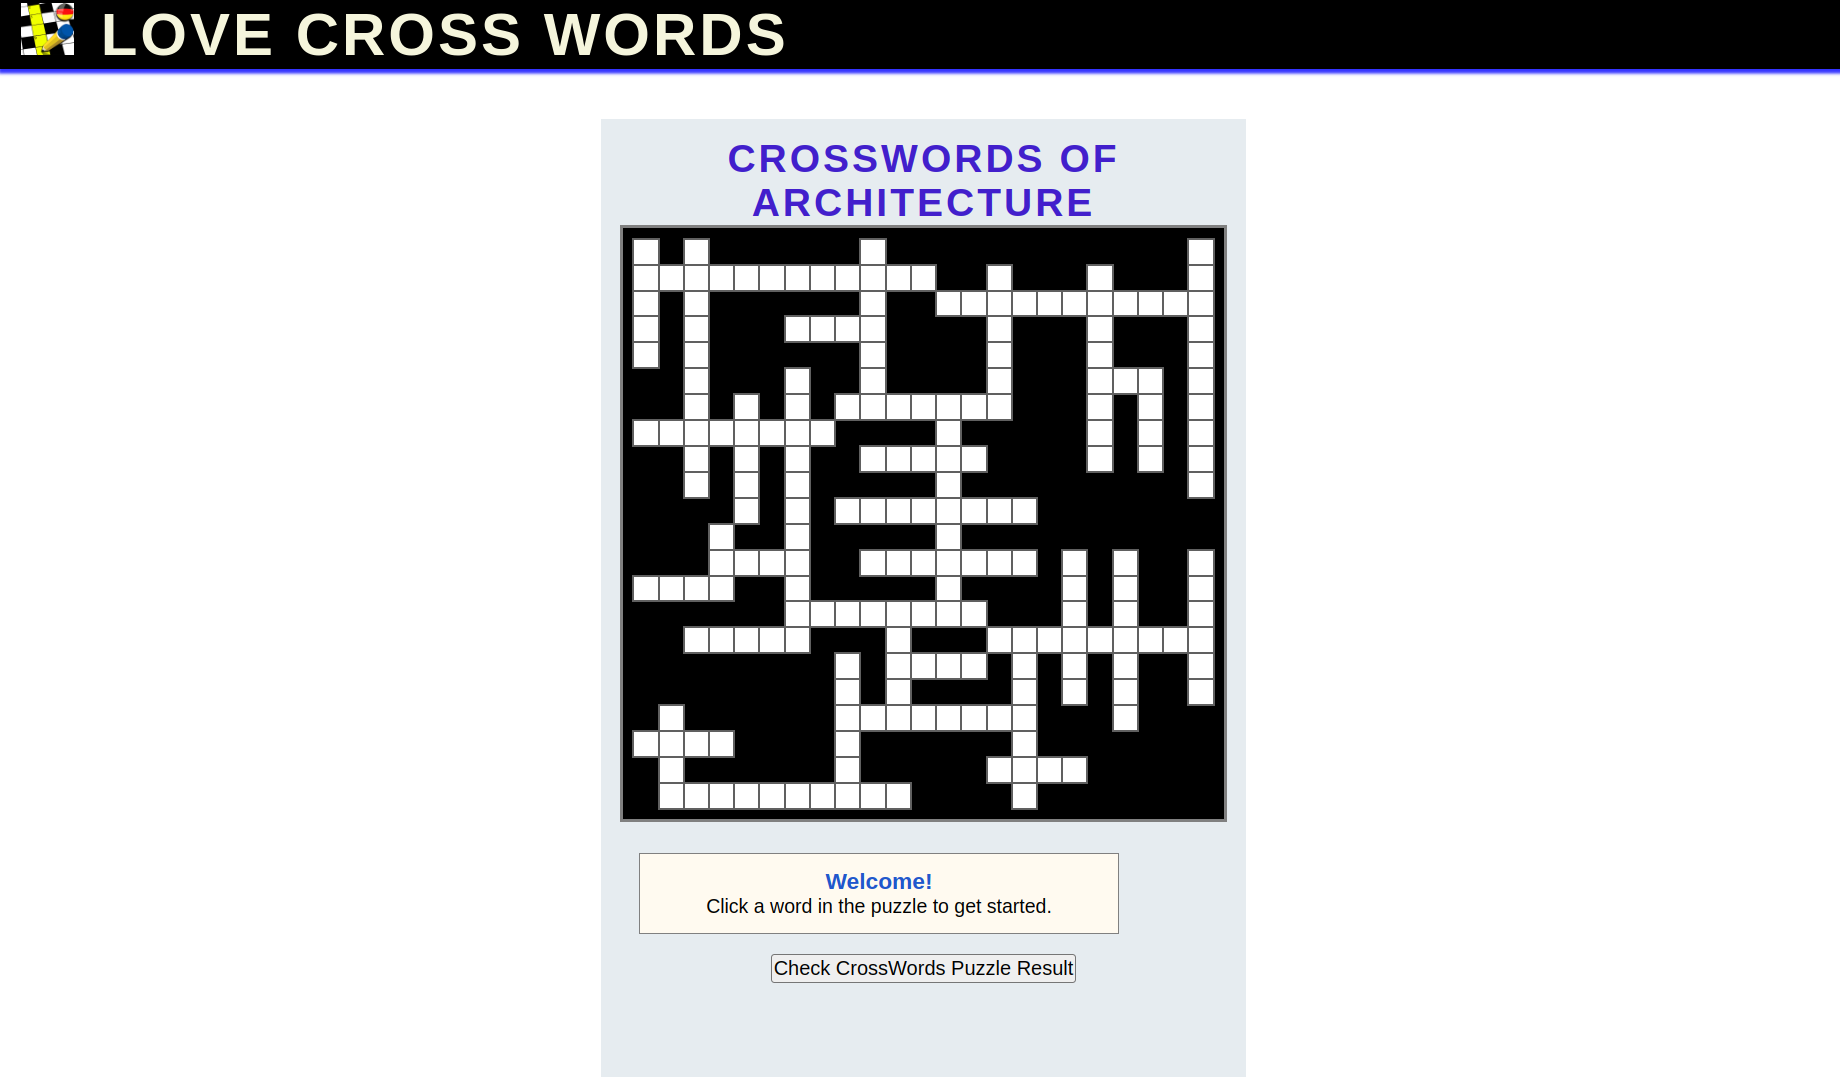 LOVE CROSS WORDS
CROSSWORDS OF
ARCHITECTURE
Welcome!
Click a word in the puzzle to get started.
Check CrossWords Puzzle Result